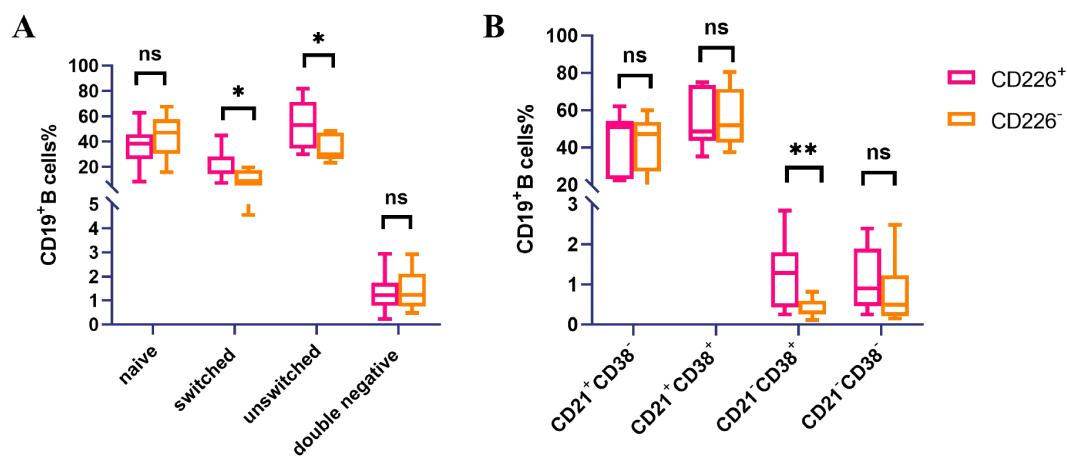 A
CD19+B cells%
100
80
60
40
20
5
4
3
2
1
0
ns
*
*
ns
naive
switched
unswitched
double negative
B
CD19+B cells%
100
80
60
40
20
3
2
1
0
ns
ns
**
ns
CD21+CD38-
CD21+CD38+
CD21-CD38+
CD21-CD38-
CD226+
CD226-